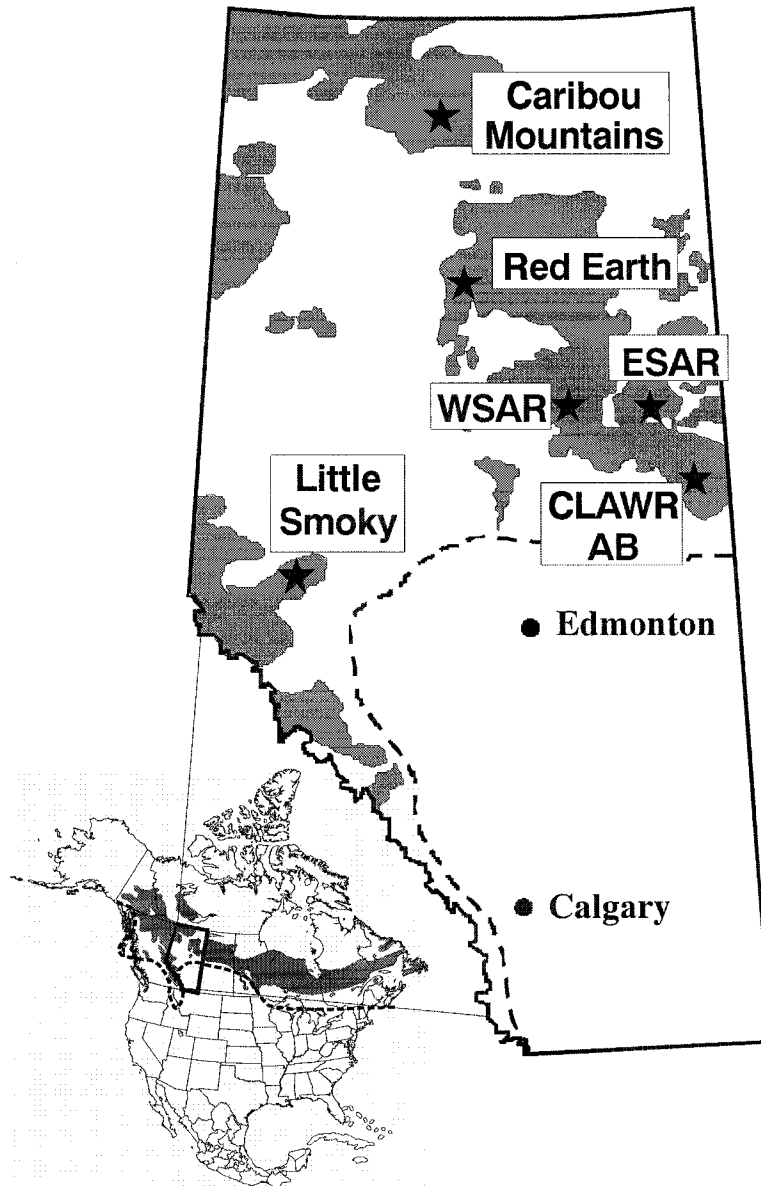 Caribou
Mountains
Red Earth
ESAR
WSAR
Little
Smoky
CLAWR
AB
Edmonton
Calgary